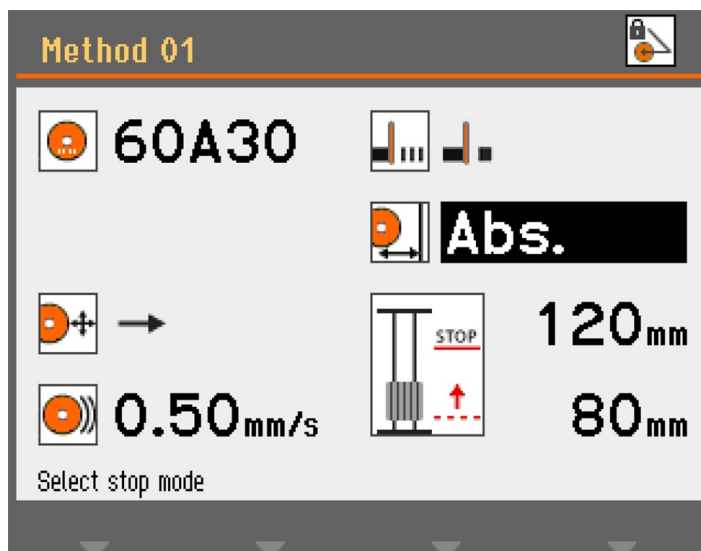 Method 01
60A30
Abs.
STOP
120mm
0.50mm/s
80mm
Select stop mode